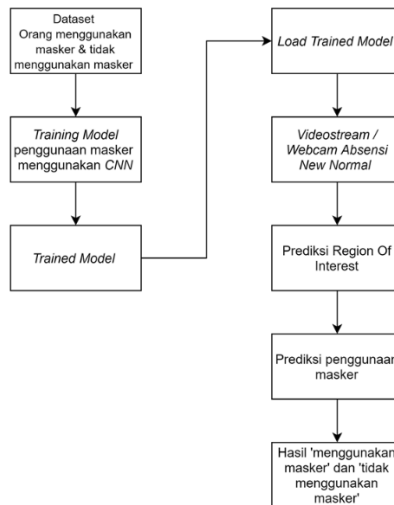 Dataset
Orang menggunakan
masker & tidak
menggunakan masker
Training Model
penggunaan masker
menggunakan CNN
Trained Model
Load Trained Model
Videostream /
Webcam Absensi
New Normal
Prediksi Region Of
Interest
Prediksi penggunaan
masker
Hasil 'menggunakan
masker' dan 'tidak
menggunakan
masker'